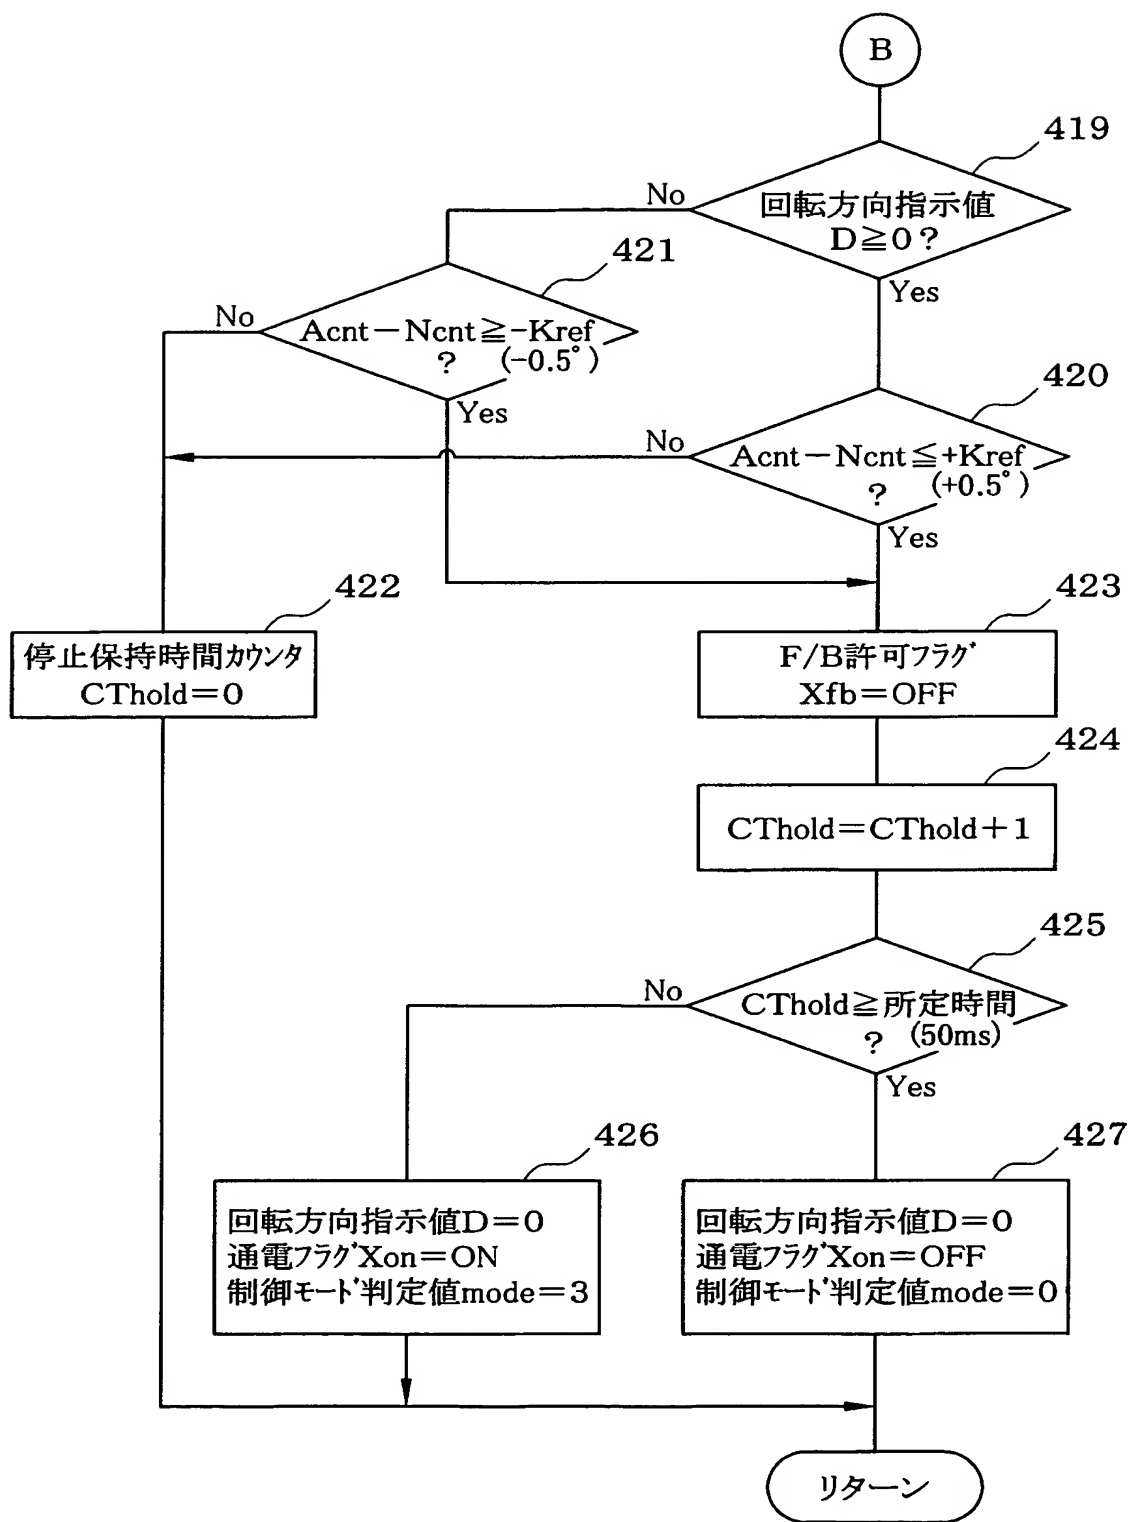 B
419
回転方向指示値
D≧0?
No
Yes
421
Acnt－Ncnt≧-Kref
? (-0.5°)
No
Yes
420
Acnt－Ncnt≦+Kref
? (+0.5°)
No
Yes
422
停止保持時間カウンタ
CThold=0
423
F/B許可フラグ
Xfb=OFF
424
CThold=CThold+1
425
CThold≧所定時間
? (50ms)
No
Yes
426
回転方向指示値D=0
通電フラグXon=ON
制御モード判定値mode=3
427
回転方向指示値D=0
通電フラグXon=OFF
制御モード判定値mode=0
リターン